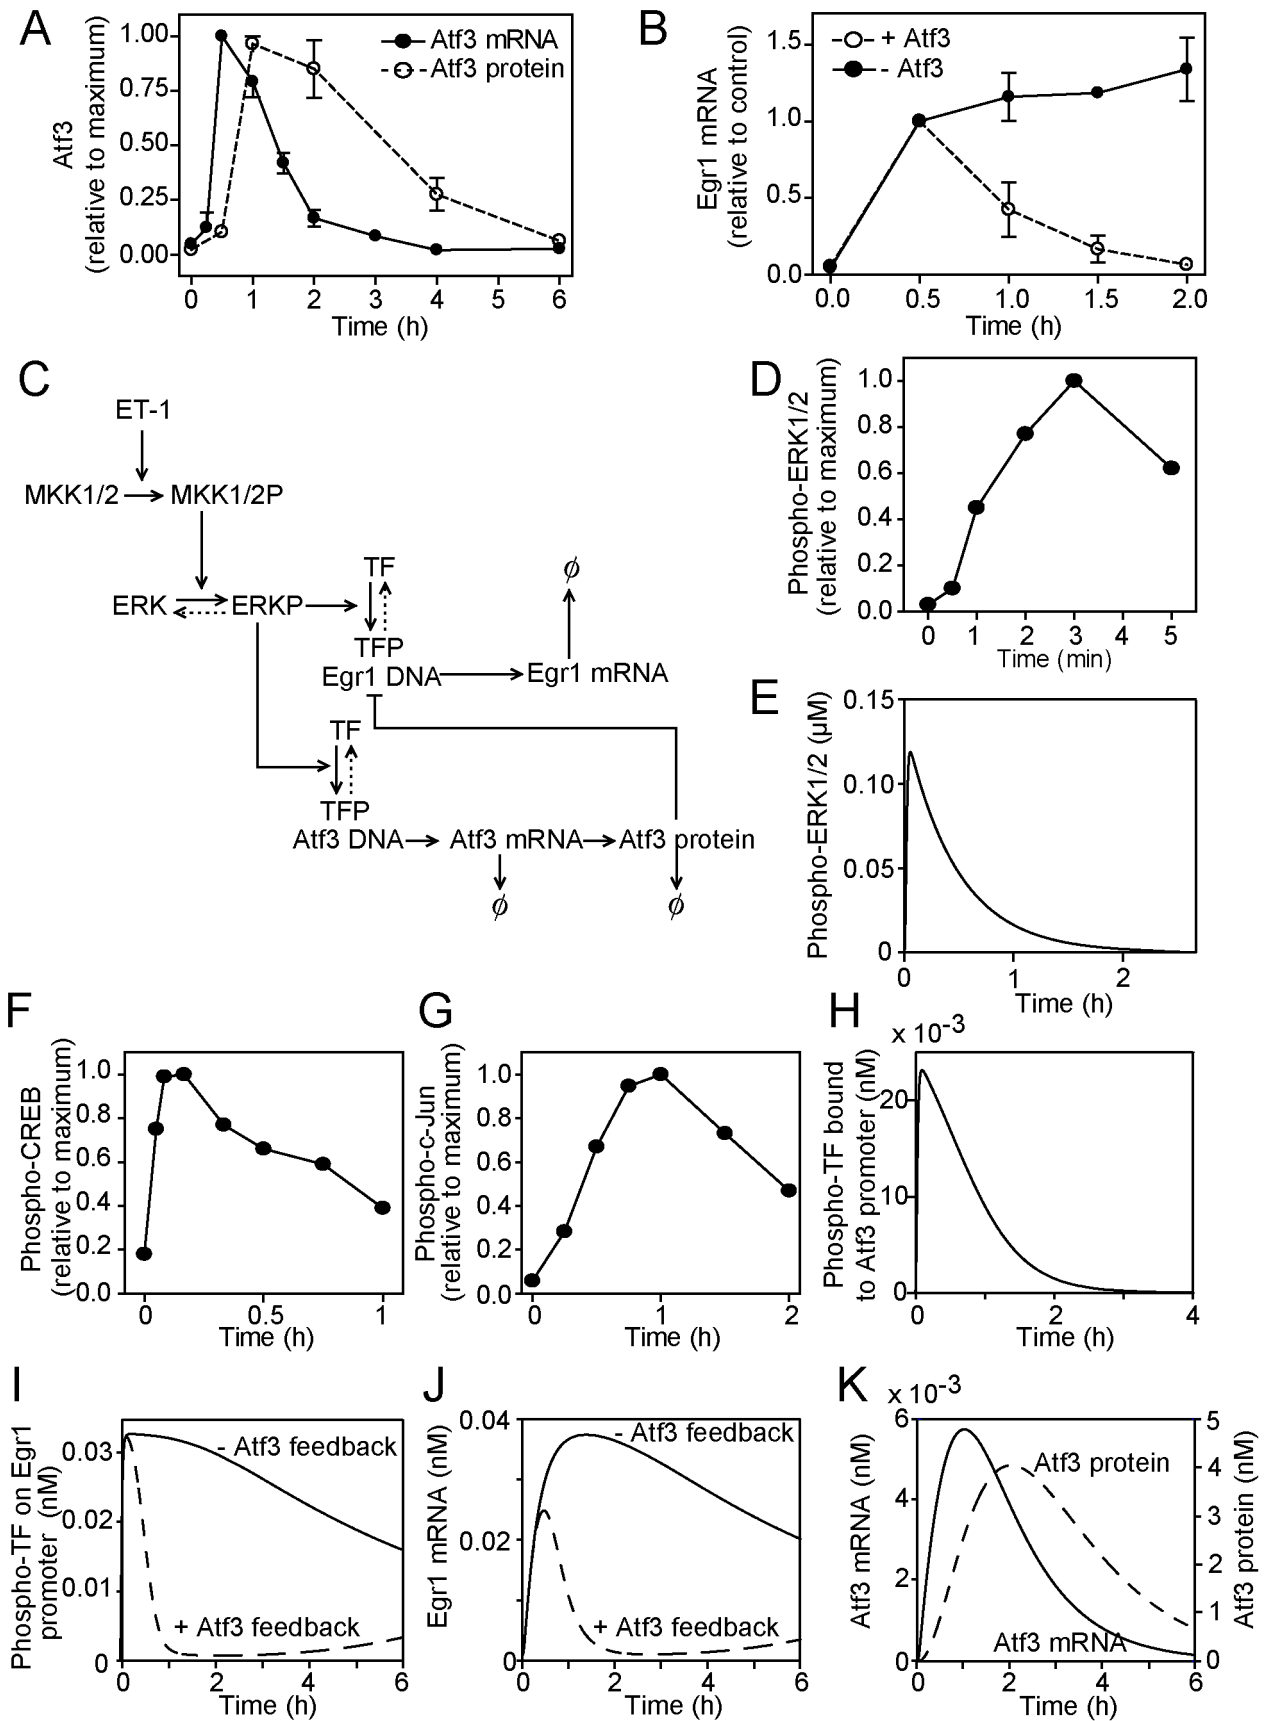 A
Atf3
(relative to maximum)
1.00
0.75
0.50
0.25
0.00
Atf3 mRNA
Atf3 protein
0 1 2 3 4 5 6
Time (h)
B
Egr1 mRNA
(relative to control)
1.5
1.0
0.5
0.0
+ Atf3
- Atf3
0.0 0.5 1.0 1.5 2.0
Time (h)
C
ET-1
MKK1/2 MKK1/2P
ERK ERKP
TF
TFP
Egr1 DNA Egr1 mRNA
ϕ
TF
TFP
Atf3 DNA Atf3 mRNA Atf3 protein
ϕ ϕ
D
Phospho-ERK1/2
(relative to maximum)
1.0
0.8
0.6
0.4
0.2
0.0
0 1 2 3 4 5
Time (min)
E
Phospho-ERK1/2 (µM)
0.15
0.10
0.05
0
0 1 2
Time (h)
F
Phospho-CREB
(relative to maximum)
1.0
0.8
0.6
0.4
0.2
0.0
0 0.5 1
Time (h)
G
Phospho-c-Jun
(relative to maximum)
1.0
0.8
0.6
0.4
0.2
0.0
0 1 2
Time (h)
H
x 10-3
Phospho-TF bound
to Atf3 promoter (nM)
20
10
0
0 2 4
Time (h)
I
Phospho-TF on Egr1
promoter (nM)
0.03
0.02
0.01
0
- Atf3 feedback
+ Atf3 feedback
0 2 4 6
Time (h)
J
Egr1 mRNA (nM)
0.04
0.02
0
- Atf3 feedback
+ Atf3 feedback
0 2 4 6
Time (h)
K
x 10-3
Atf3 mRNA (nM)
6
4
2
0
Atf3 protein
Atf3 mRNA
5
4
3
2
1
0
Atf3 protein (nM)
0 2 4 6
Time (h)